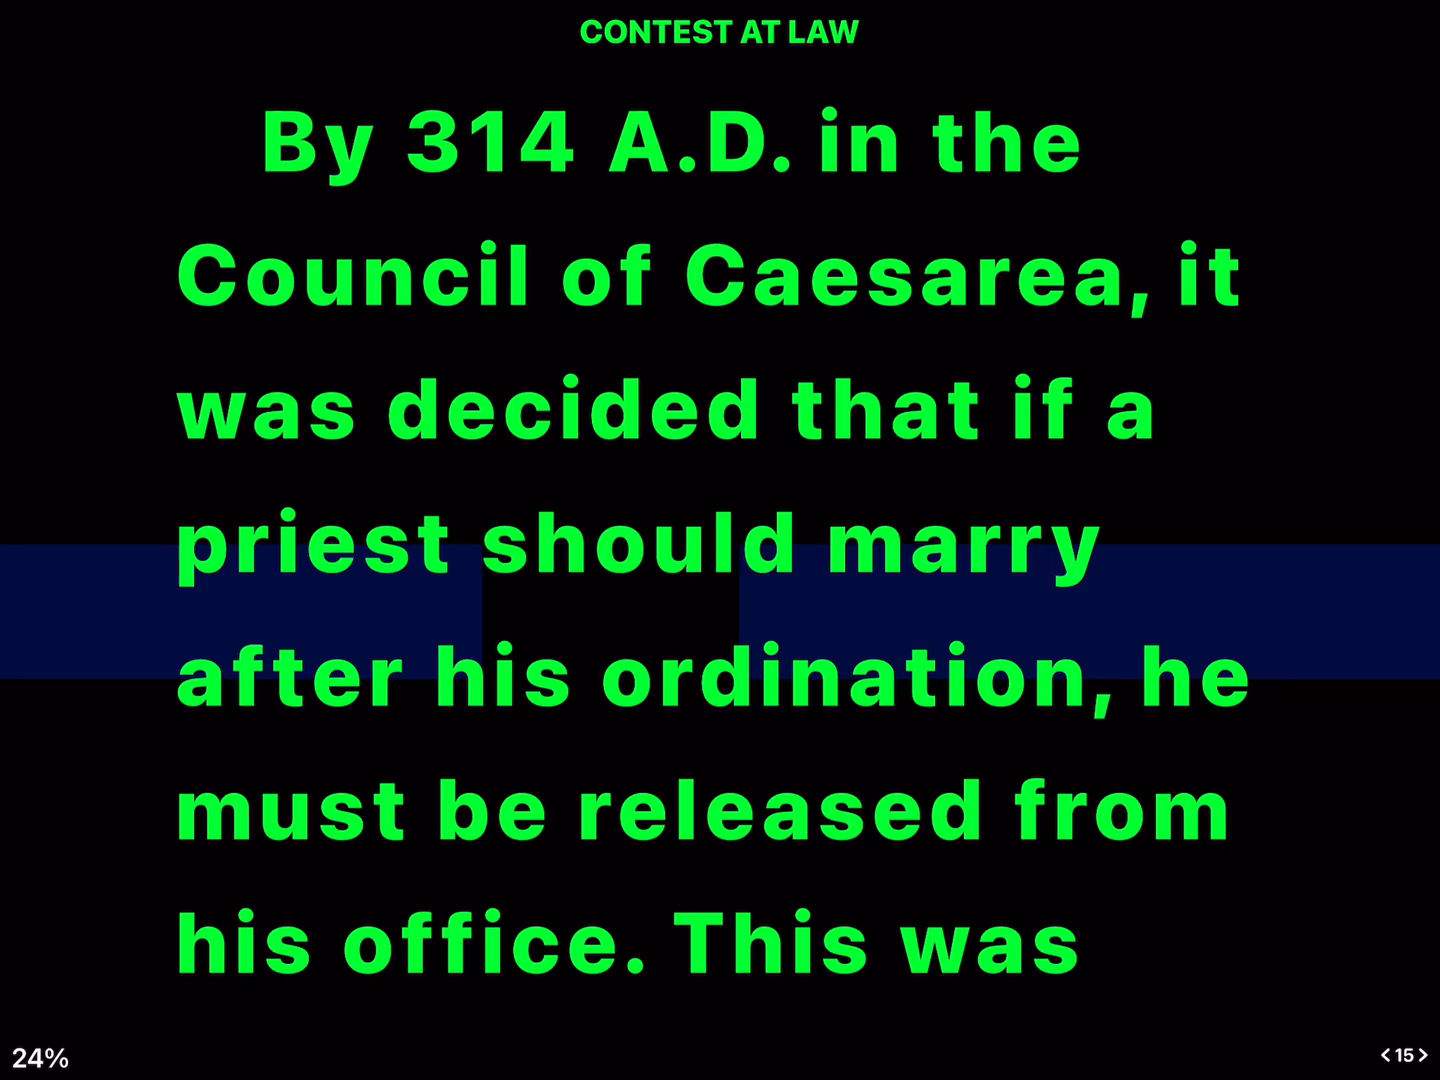 CONTEST AT LAW
By 314 A.D. in the
Council of Caesarea, it
was decided that if a
priest should marry
after his ordination, he
must be released from
his office. This was
24%
<15>